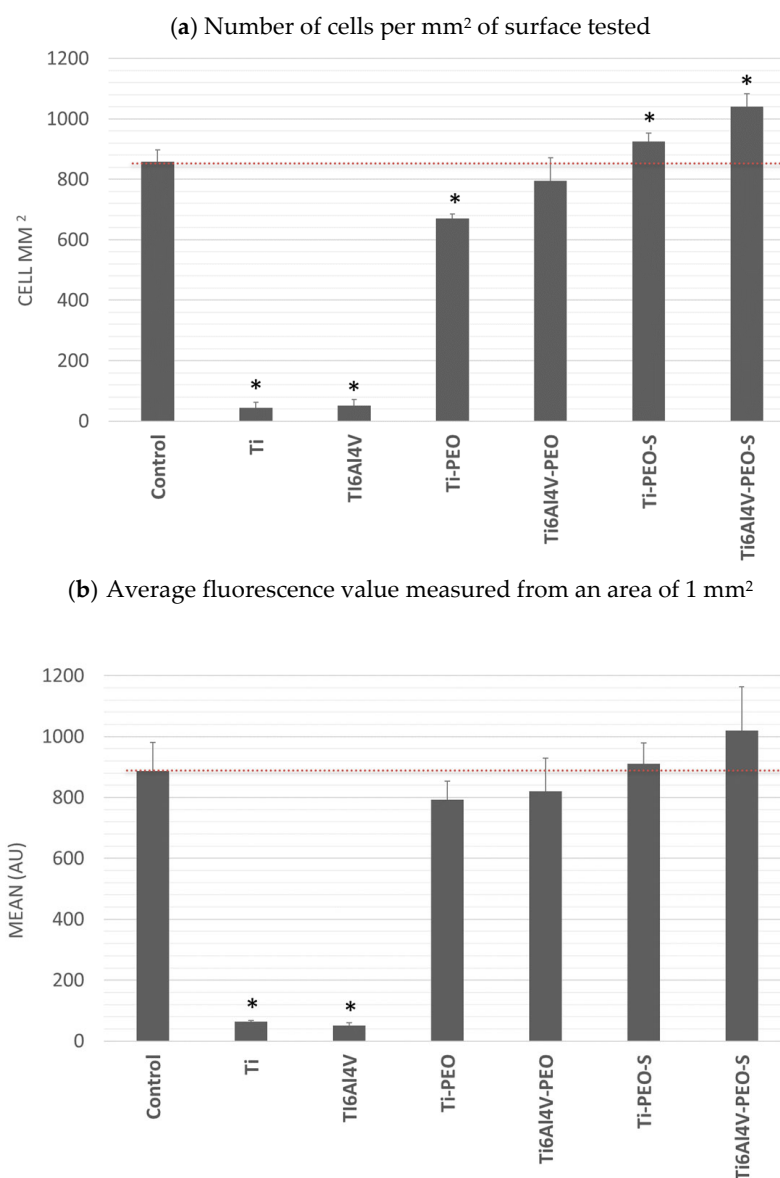 (a) Number of cells per mm² of surface tested
1200
1000
800
600
400
200
0
CELL MM ²
*
*
*
*
*
Control
Ti
TI6Al4V
Ti-PEO
Ti6Al4V-PEO
Ti-PEO-S
Ti6Al4V-PEO-S
(b) Average fluorescence value measured from an area of 1 mm²
1200
1000
800
600
400
200
0
MEAN (AU)
*
*
Control
Ti
TI6Al4V
Ti-PEO
Ti6Al4V-PEO
Ti-PEO-S
Ti6Al4V-PEO-S